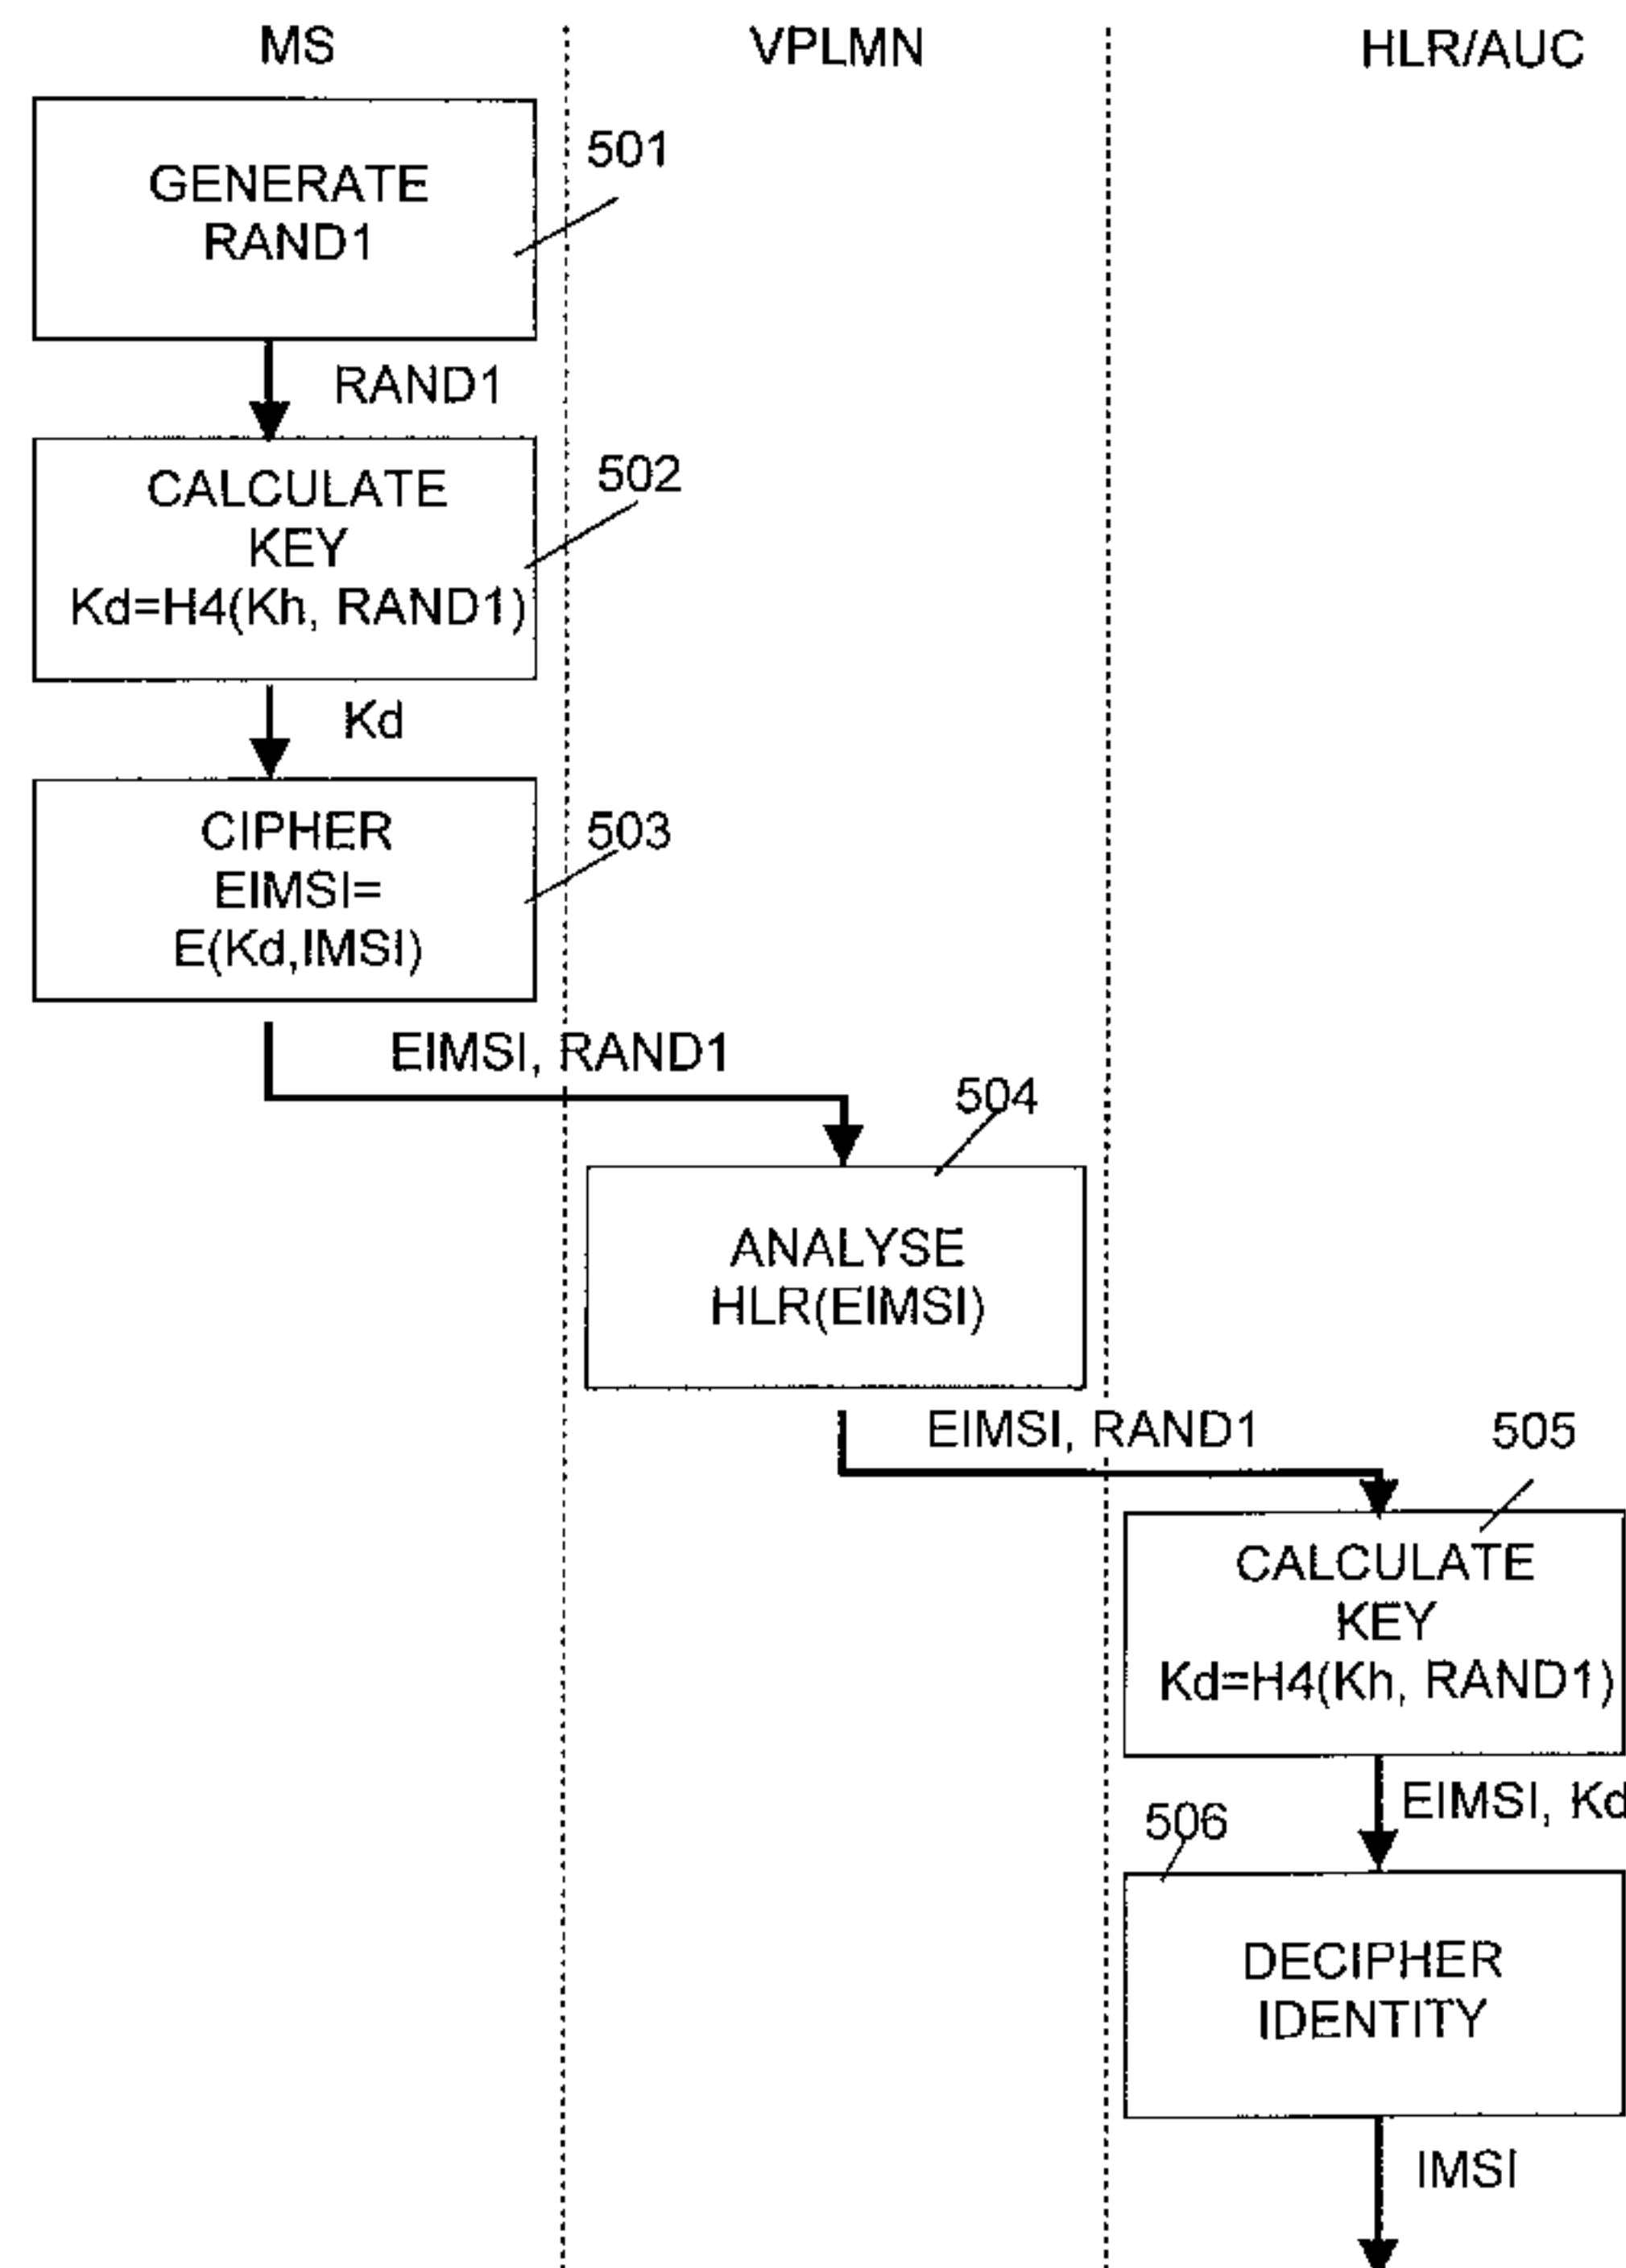 MS
VPLMN
HLR/AUC
501
GENERATE
RAND1
RAND1
502
CALCULATE
KEY
Kd=H4(Kh, RAND1)
Kd
503
CIPHER
EIMSI=
E(Kd,IMSI)
EIMSI, RAND1
504
ANALYSE
HLR(EIMSI)
EIMSI, RAND1
505
CALCULATE
KEY
Kd=H4(Kh, RAND1)
EIMSI, Kd
506
DECIPHER
IDENTITY
IMSI